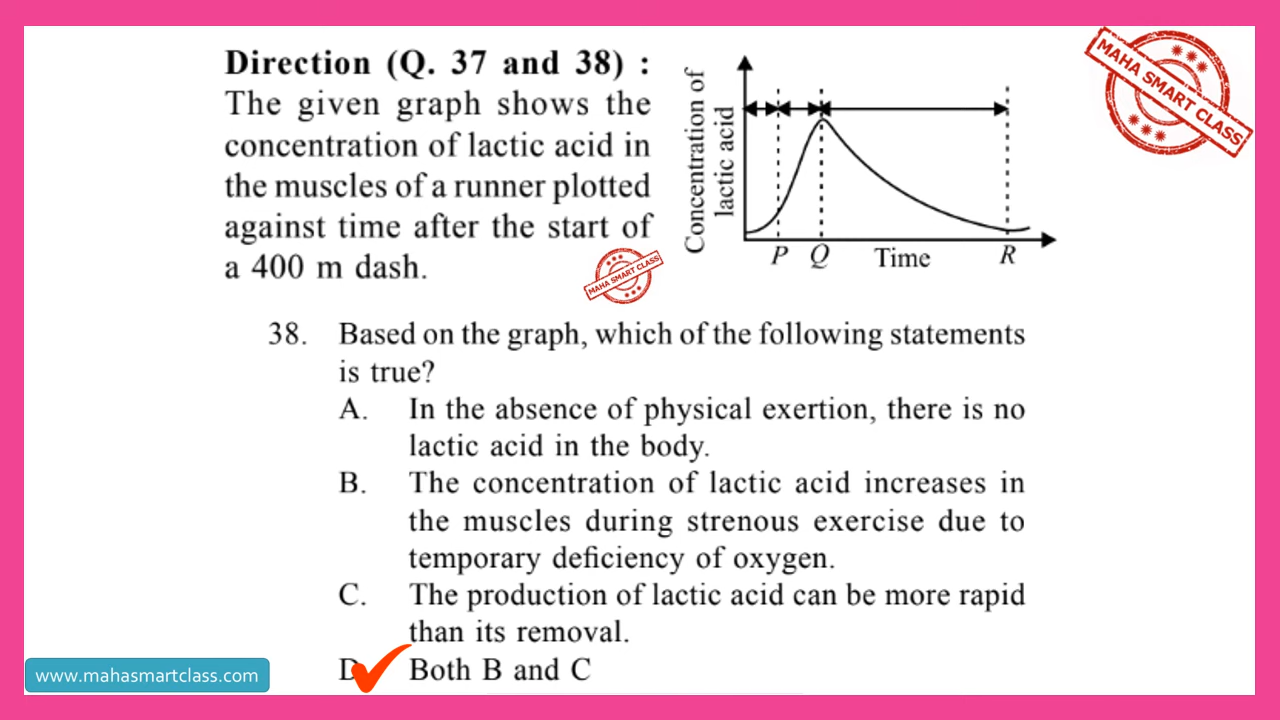 Direction (Q. 37 and 38) :
The given graph shows the
concentration of lactic acid in
the muscles of a runner plotted
against time after the start of
a 400 m dash.
Concentration of
lactic acid
P Q Time R
MAHA SMART CLASS
MAHA SMART CLASS
38. Based on the graph, which of the following statements
is true?
A. In the absence of physical exertion, there is no
lactic acid in the body.
B. The concentration of lactic acid increases in
the muscles during strenous exercise due to
temporary deficiency of oxygen.
C. The production of lactic acid can be more rapid
than its removal.
D. Both B and C
www.mahasmartclass.com